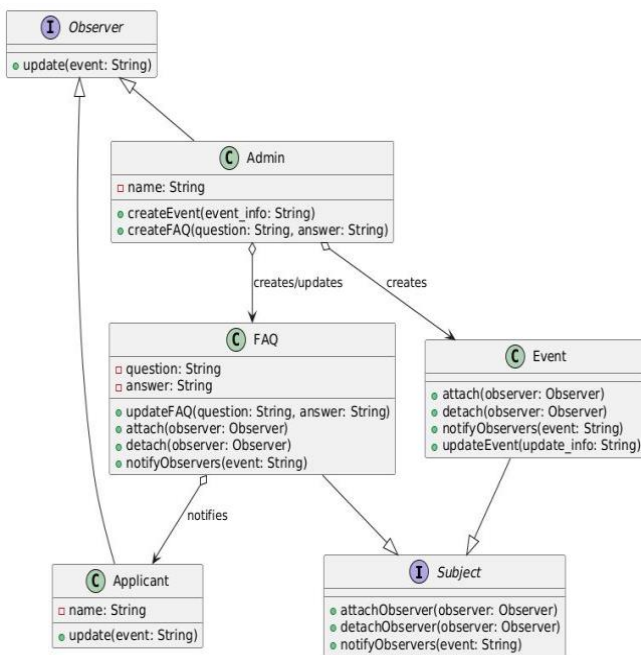 I Observer
update(event: String)
C Admin
name: String
createEvent(event_info: String)
createFAQ(question: String, answer: String)
creates/updates
creates
C FAQ
question: String
answer: String
updateFAQ(question: String, answer: String)
attach(observer: Observer)
detach(observer: Observer)
notifyObservers(event: String)
C Event
attach(observer: Observer)
detach(observer: Observer)
notifyObservers(event: String)
updateEvent(update_info: String)
notifies
C Applicant
name: String
update(event: String)
I Subject
attachObserver(observer: Observer)
detachObserver(observer: Observer)
notifyObservers(event: String)